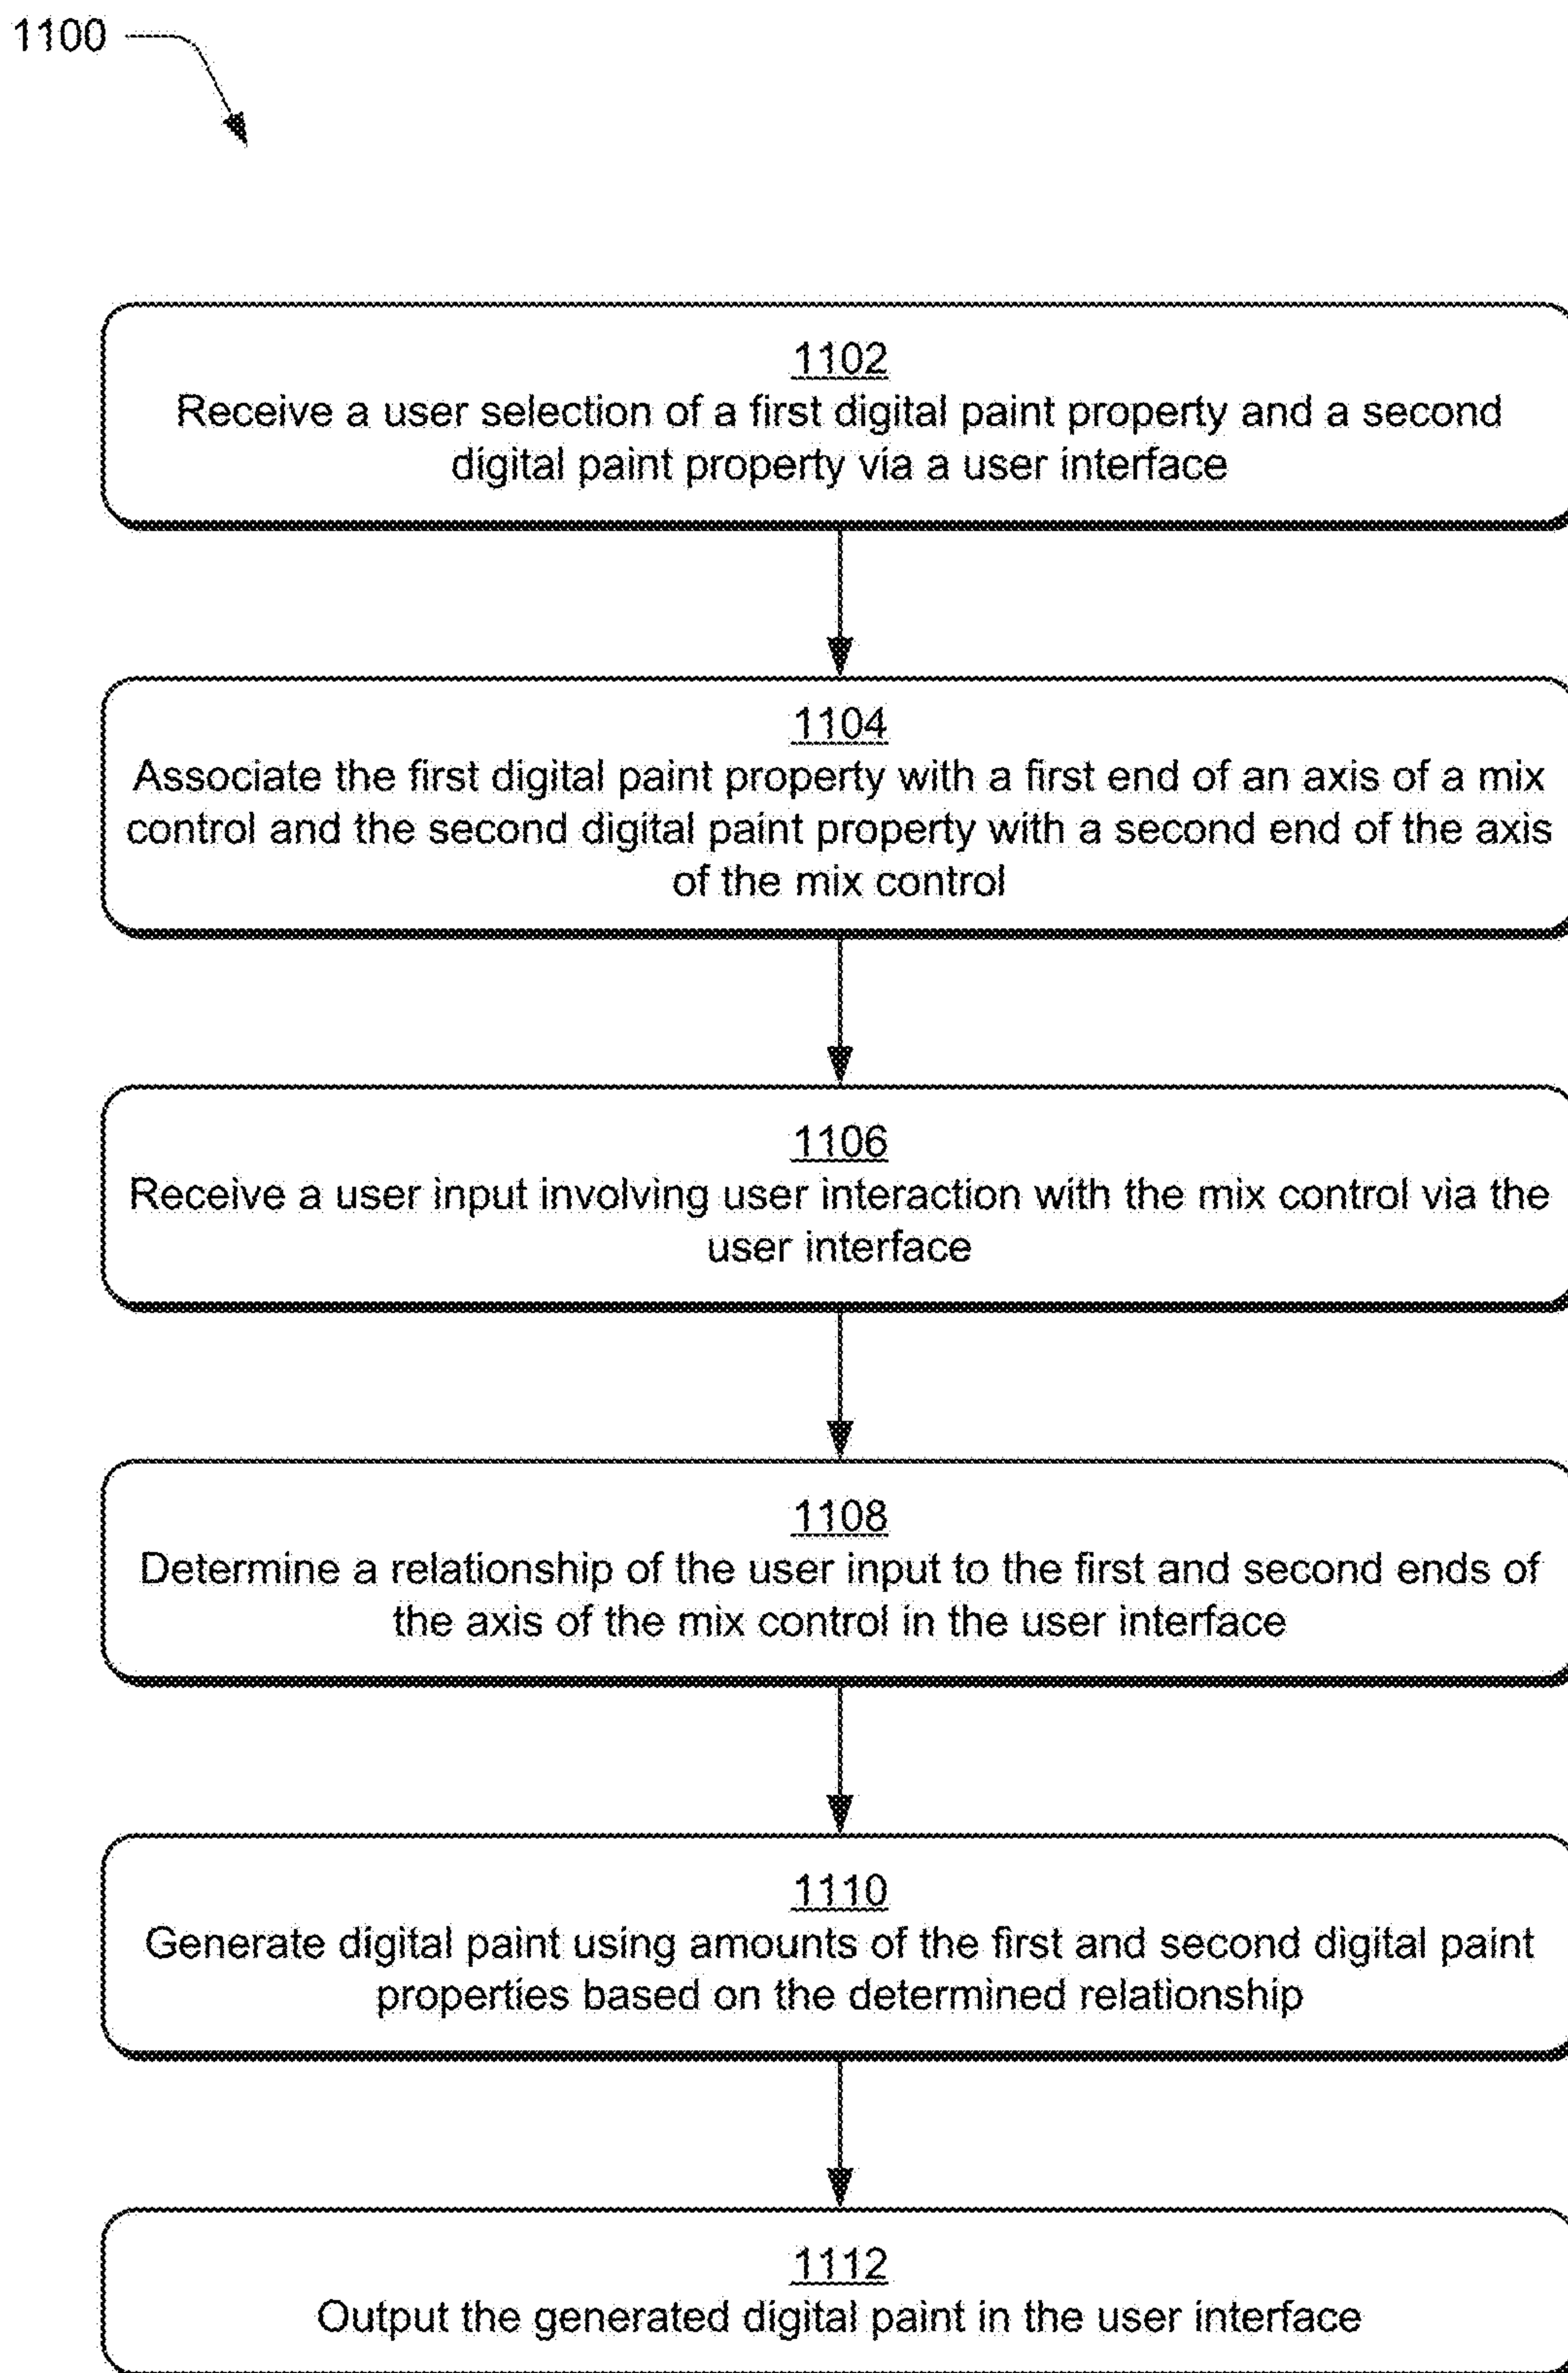 1100
1102
Receive a user selection of a first digital paint property and a second
digital paint property via a user interface
1104
Associate the first digital paint property with a first end of an axis of a mix
control and the second digital paint property with a second end of the axis
of the mix control
1106
Receive a user input involving user interaction with the mix control via the
user interface
1108
Determine a relationship of the user input to the first and second ends of
the axis of the mix control in the user interface
1110
Generate digital paint using amounts of the first and second digital paint
properties based on the determined relationship
1112
Output the generated digital paint in the user interface